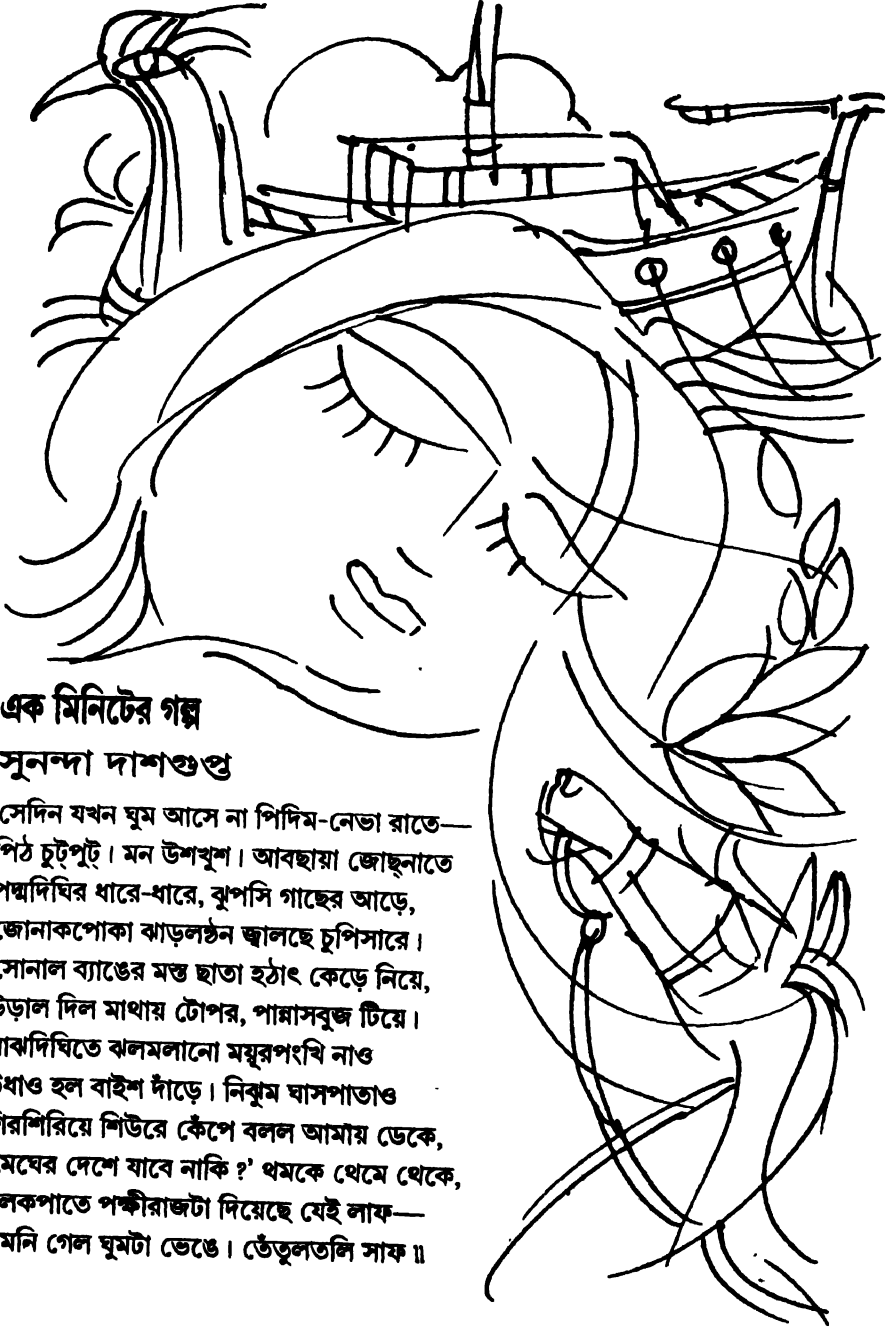 এক মিনিটের গল্প
সুনন্দা দাশগুপ্ত
সেদিন যখন ঘুম আসে না পিদিম-নেভা রাতে—
পিঠ চুট্‌পুট্‌। মন উশখুশ। আবছায়া জোছ্‌নাতে
পদ্মদিঘির ধারে-ধারে, ঝুপসি গাছের আড়ে,
জোনাকপোকা ঝাড়লণ্ঠন জ্বালছে চুপিসারে।
সোনাল ব্যাঙের মস্ত ছাতা হঠাৎ কেড়ে নিয়ে,
উড়াল দিল মাথায় টোপর, পান্নাসবুজ টিয়ে।
মাঝদিঘিতে ঝলমলানো ময়ূরপংখি নাও
উধাও হল বাইশ দাঁড়ে। নিঝুম ঘাসপাতাও
শিরশিরিয়ে শিউরে কেঁপে বলল আমায় ডেকে,
মেঘের দেশে যাবে নাকি ?’ থমকে থেমে থেকে,
লকপাতে পক্ষীরাজটা দিয়েছে যেই লাফ—
মনি গেল ঘুমটা ভেঙে। তেঁতুলতলি সাফ॥